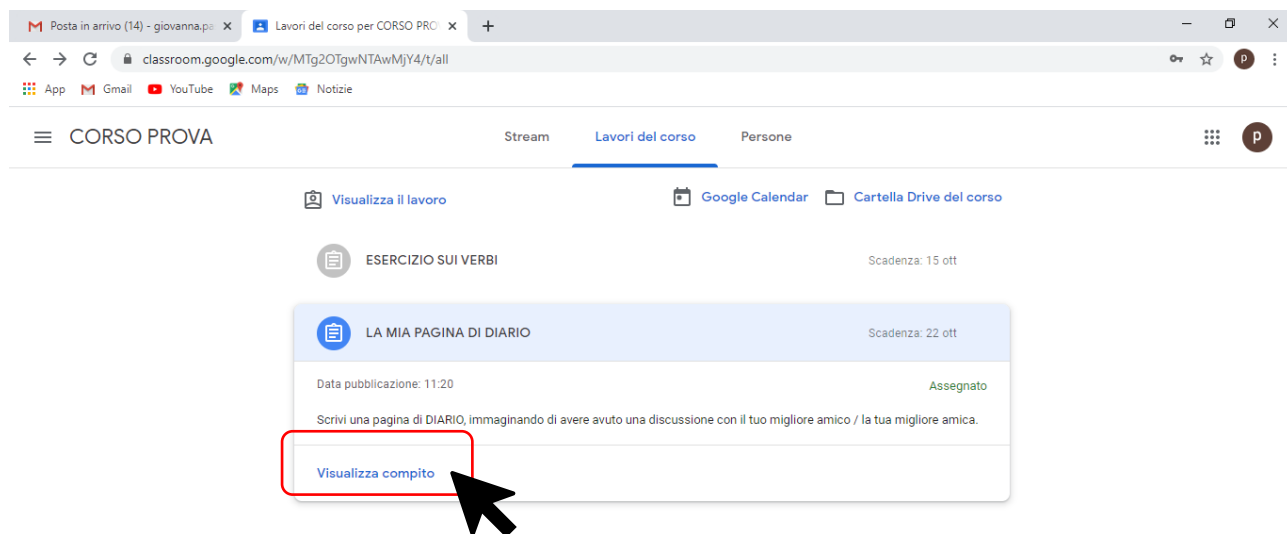 Posta in arrivo (14) - giovanna.pa
Lavori del corso per CORSO PRO
classroom.google.com/w/MTg2OTgwNTAwMjY4/t/all
P
App Gmail YouTube Maps Notizie
CORSO PROVA Stream Lavori del corso Persone P
Visualizza il lavoro Google Calendar Cartella Drive del corso
ESERCIZIO SUI VERBI Scadenza: 15 ott
LA MIA PAGINA DI DIARIO Scadenza: 22 ott
Data pubblicazione: 11:20 Assegnato
Scrivi una pagina di DIARIO, immaginando di avere avuto una discussione con il tuo migliore amico / la tua migliore amica.
Visualizza compito